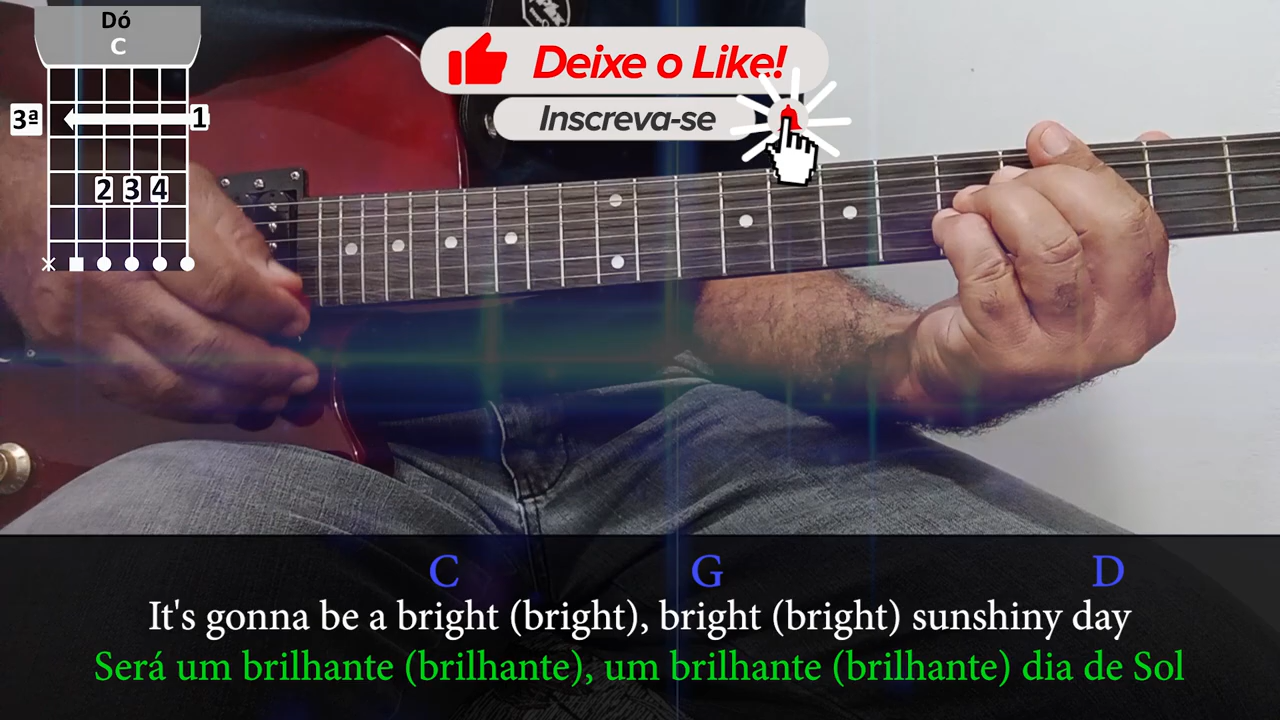 Dó
C
Deixe o Like!
Inscreva-se
3ª
1
2 3 4
x
C G D
It's gonna be a bright (bright), bright (bright) sunshiny day
Será um brilhante (brilhante), um brilhante (brilhante) dia de Sol